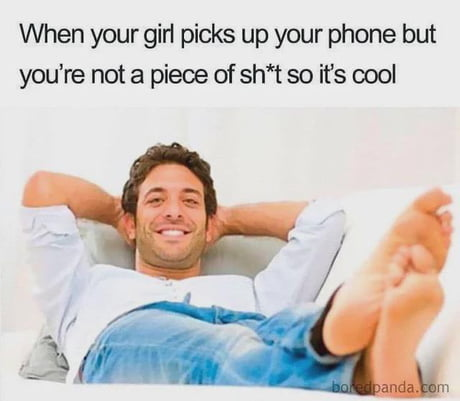 When your girl picks up your phone but
you're not a piece of sh*t so it's cool
boredpanda.com